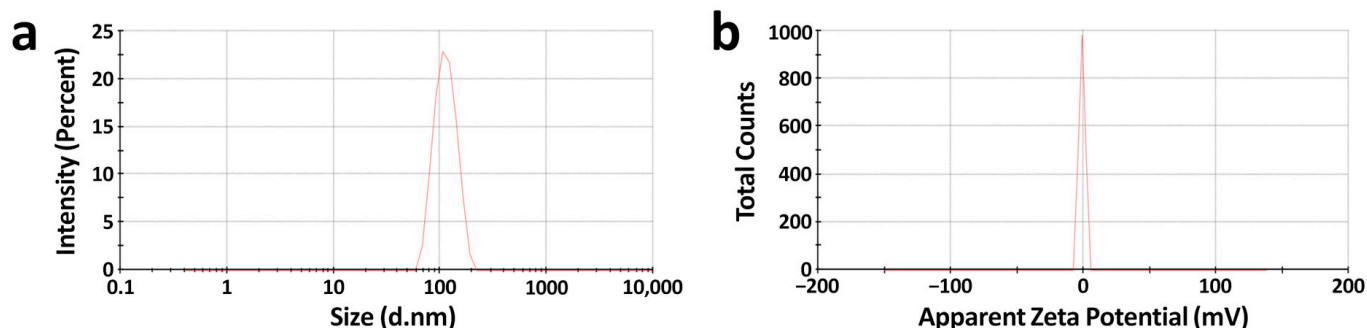 a
Intensity (Percent)
25
20
15
10
5
0
0.1 1 10 100 1000 10,000
Size (d.nm)
b
Total Counts
1000
800
600
400
200
0
−200 −100 0 100 200
Apparent Zeta Potential (mV)